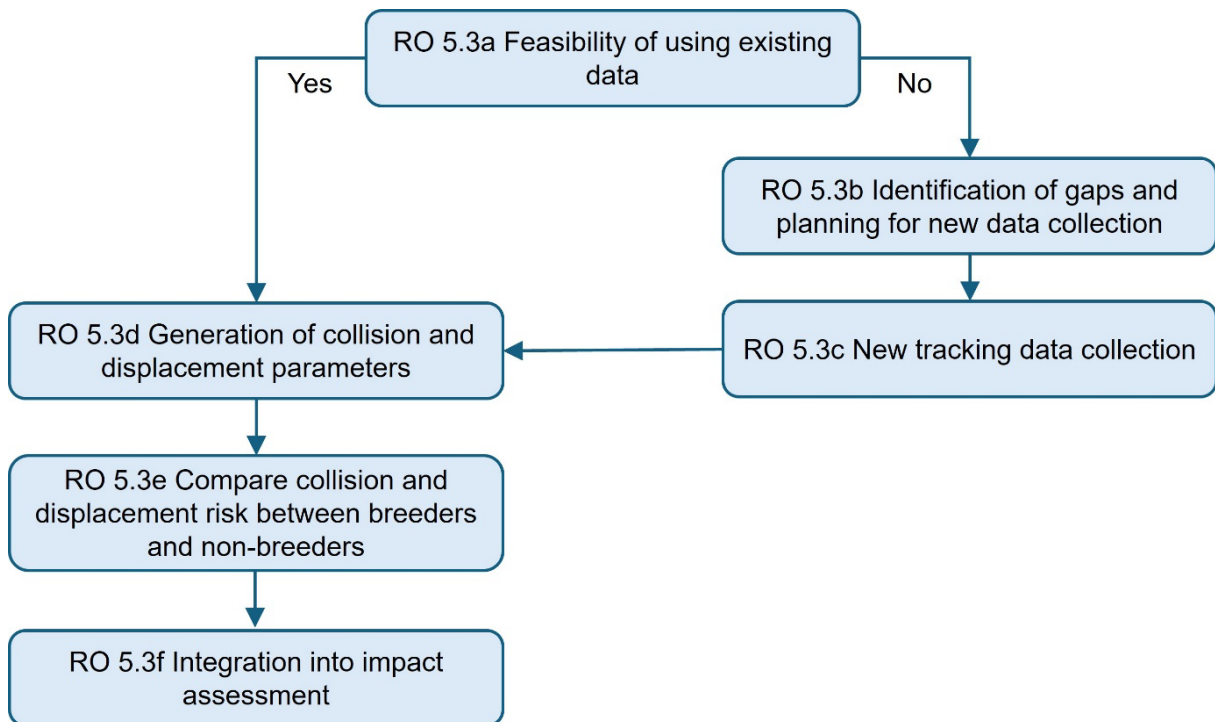 RO 5.3a Feasibility of using existing
data
Yes
No
RO 5.3b Identification of gaps and
planning for new data collection
RO 5.3d Generation of collision and
displacement parameters
RO 5.3c New tracking data collection
RO 5.3e Compare collision and
displacement risk between breeders
and non-breeders
RO 5.3f Integration into impact
assessment